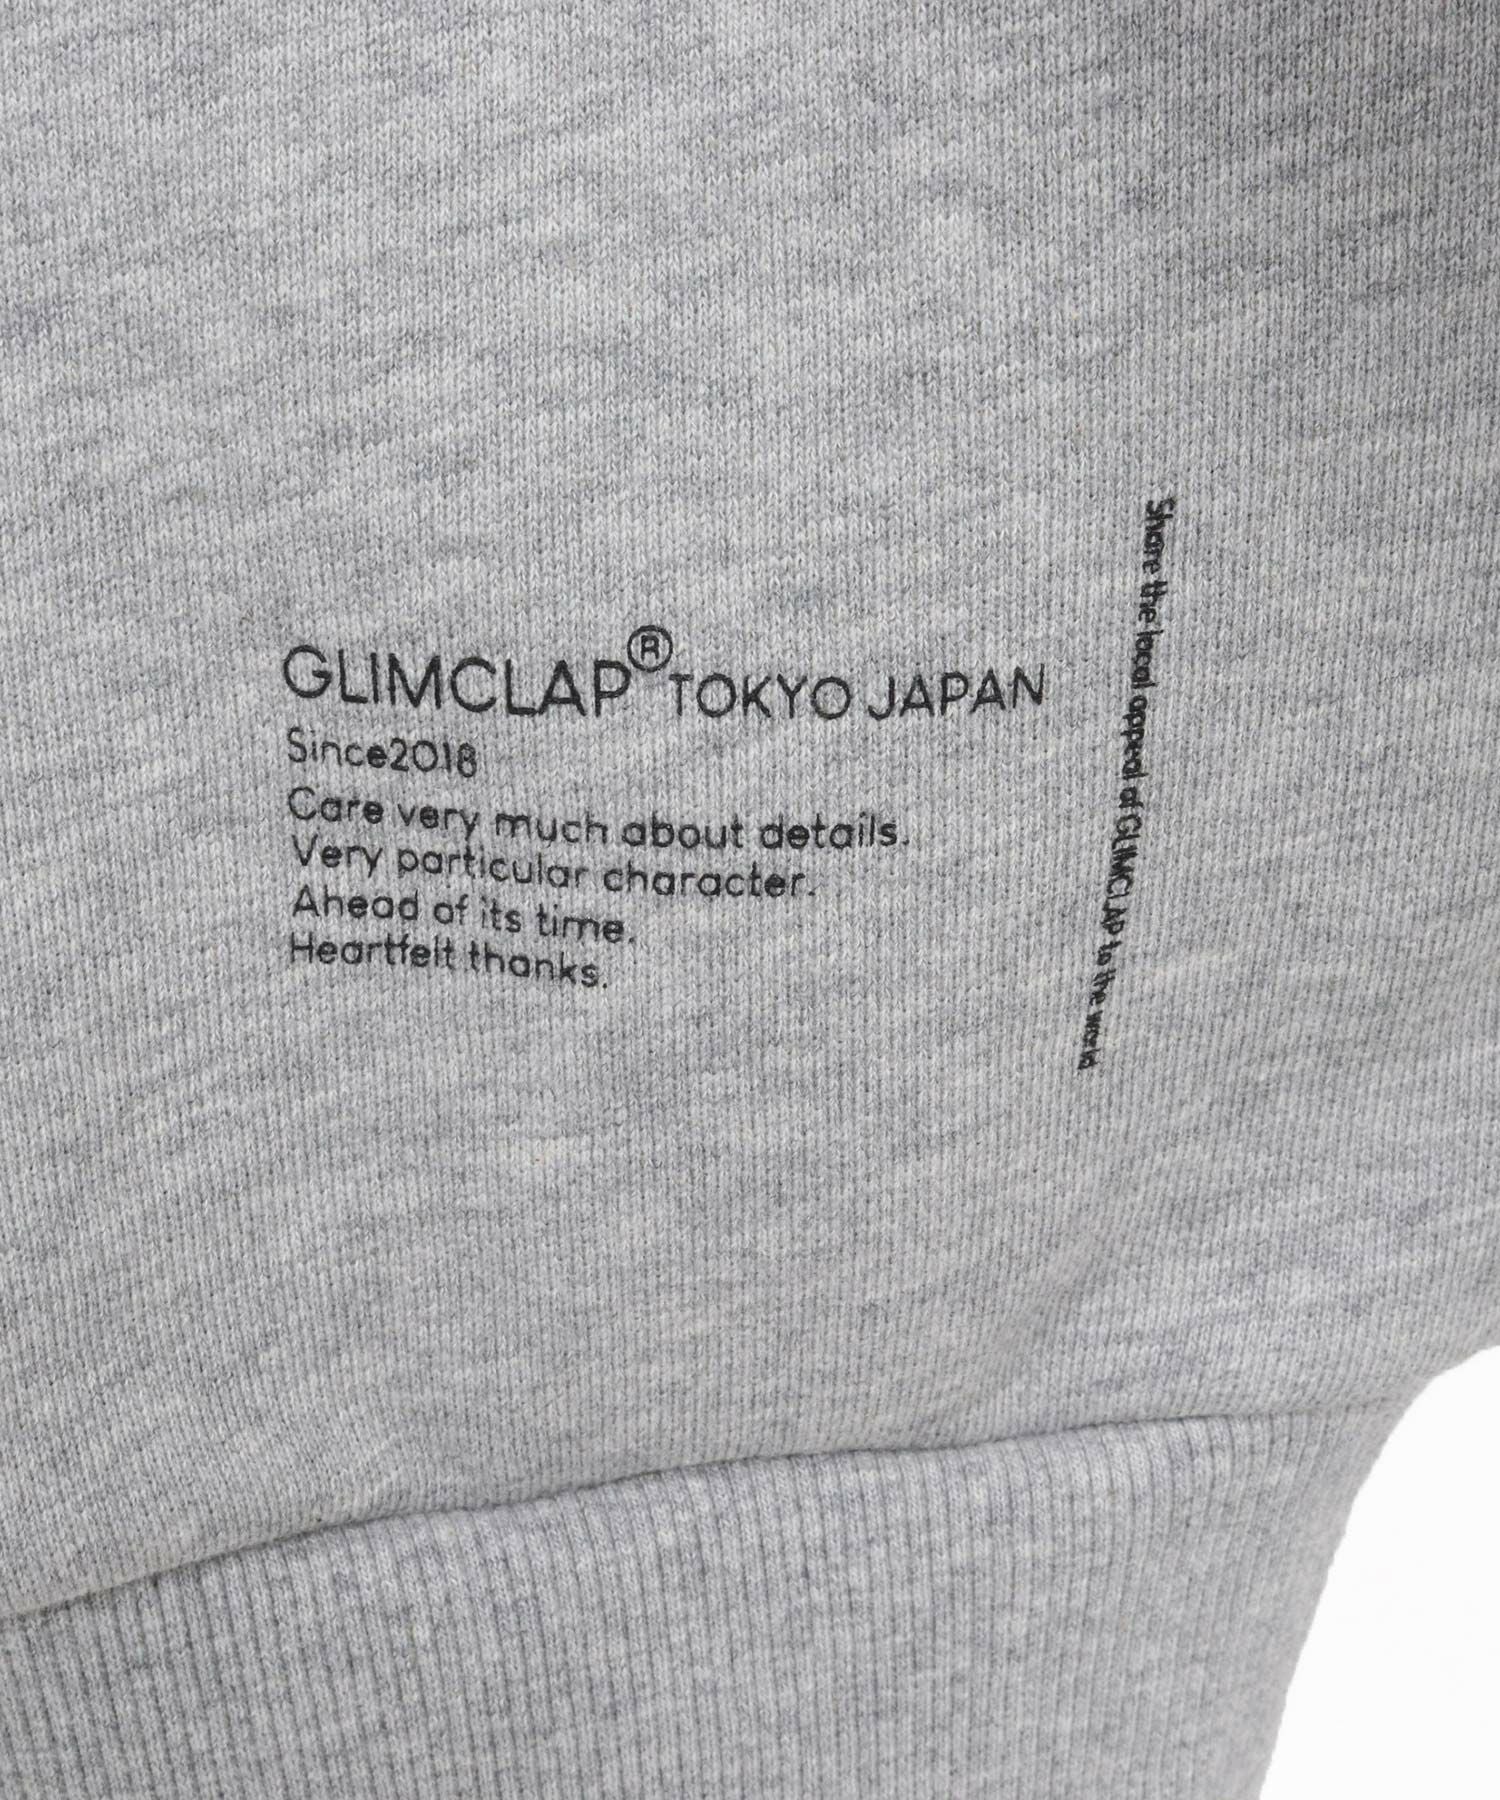 GLIMCLAP® TOKYO JAPAN
Since2018
Care very much about details.
Very particular character.
Ahead of its time.
Heartfelt thanks.
Share the local appeal of GLIMCLAP to the world